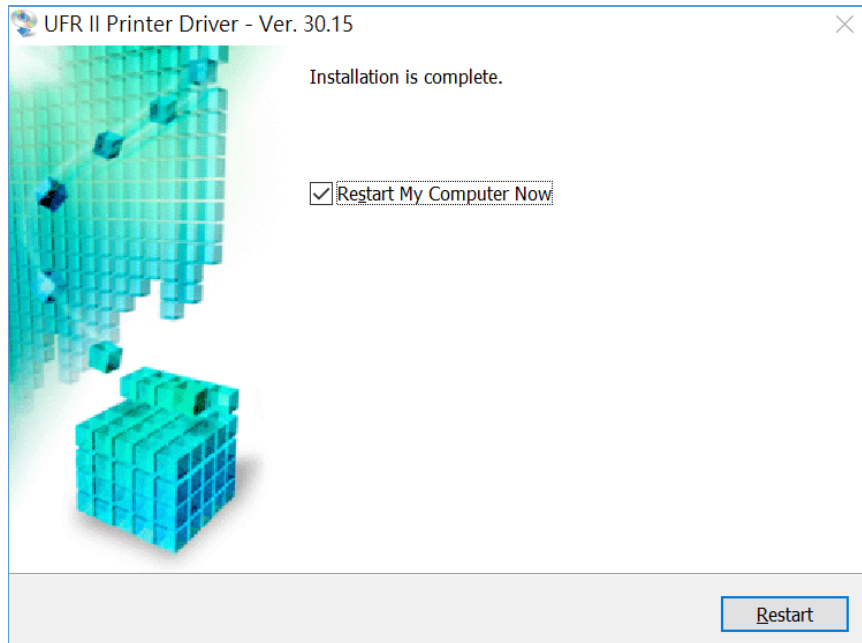 UFR II Printer Driver - Ver. 30.15
Installation is complete.
Restart My Computer Now
Restart